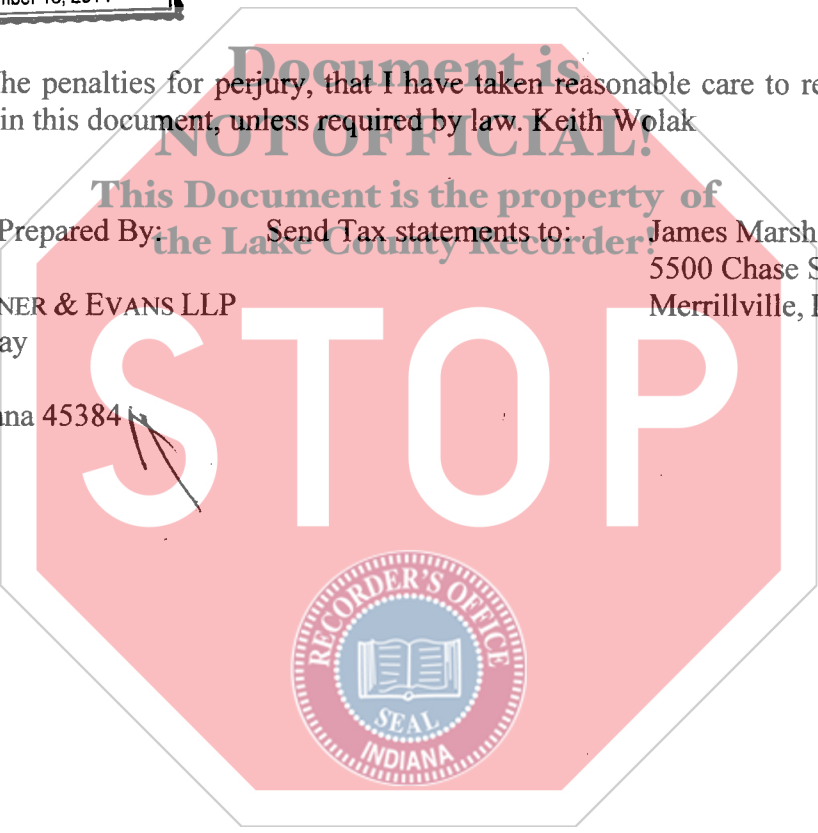 Document is
he penalties for perjury, that I have taken reasonable care to re
in this document, unless required by law. Keith Wolak
NOT OFFICIAL!
This Document is the property of
the Lake County Recorder!
Prepared By: Send Tax statements to: James Marsh
5500 Chase S
NER & EVANS LLP Merrillville,
ay
ana 45384
STOP
RECORDER'S OFFICE
SEAL
INDIANA